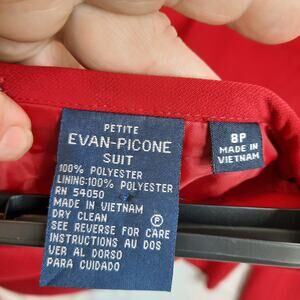 PETITE
EVAN-PICONE
SUIT
100% POLYESTER
LINING:100% POLYESTER
RN 54050
MADE IN VIETNAM
DRY CLEAN
P
SEE REVERSE FOR CARE
INSTRUCTIONS AU DOS
VER AL DORSO
PARA CUIDADO
8P
MADE IN
VIETNAM